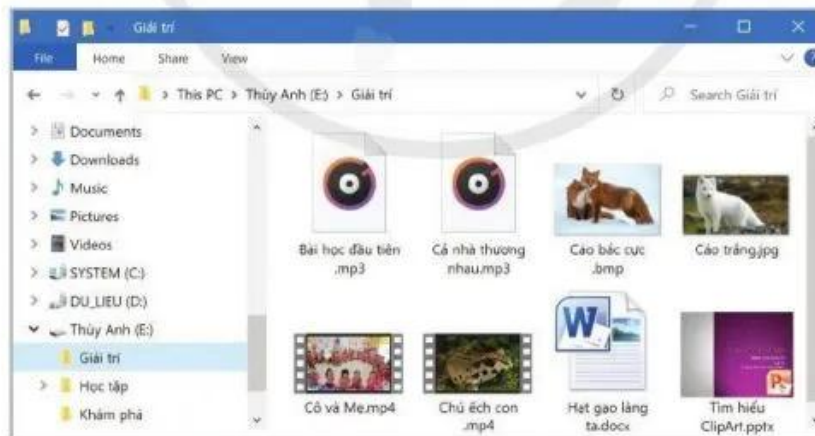 Giải trí
File Home Share View
This PC > Thùy Anh (E:) > Giải trí
Search Giải trí
Documents
Downloads
Music
Pictures
Videos
SYSTEM (C:)
DU_LIEU (D:)
Thùy Anh (E:)
Giải trí
Học tập
Khám phá
Bài học đầu tiên
.mp3
Cả nhà thương
nhau.mp3
Cáo bắc cực
.bmp
Cáo trắng.jpg
Cô và Mẹ.mp4
Chú ếch con
.mp4
Hạt gạo làng
ta.docx
Tìm hiểu
ClipArt.pptx